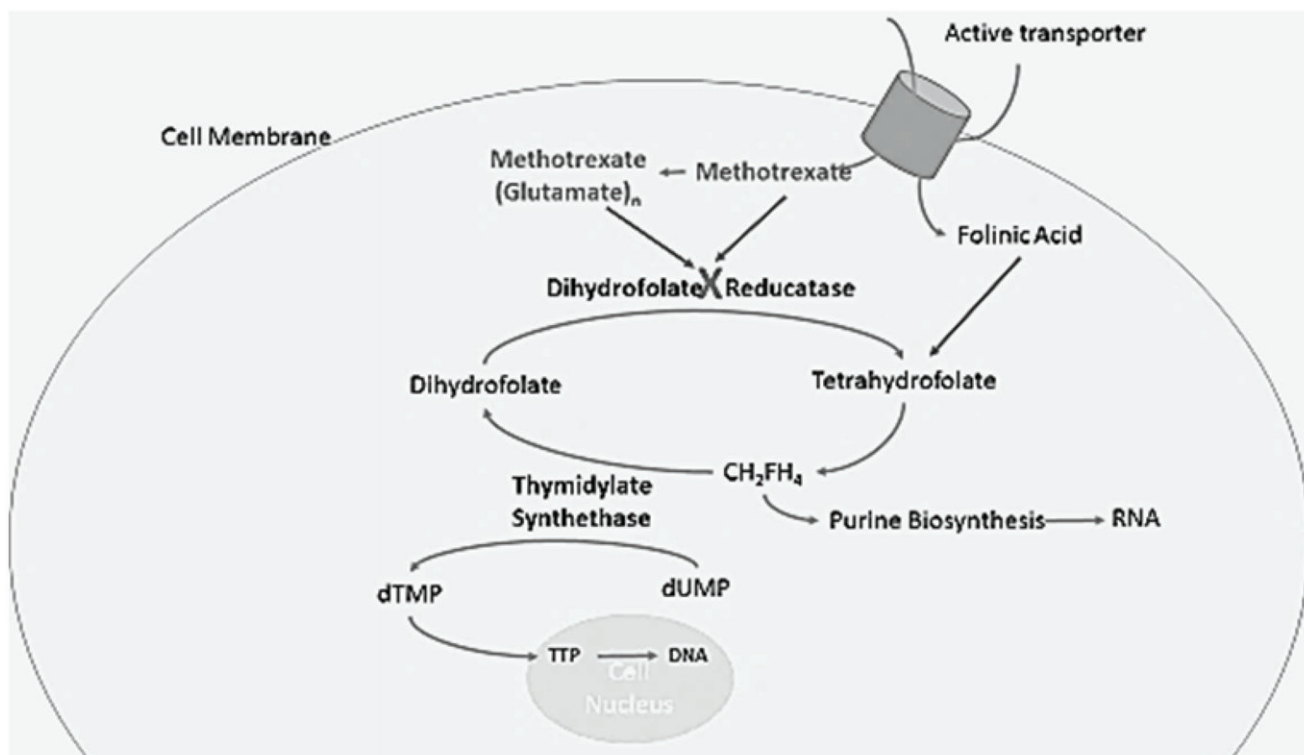 Active transporter
Cell Membrane
Methotrexate
(Glutamate)n
Methotrexate
Folinic Acid
Dihydrofolate X Reducatase
Dihydrofolate
Tetrahydrofolate
CH₂FH₄
Thymidylate
Synthethase
Purine Biosynthesis
RNA
dTMP
dUMP
TTP
DNA
Cell
Nucleus